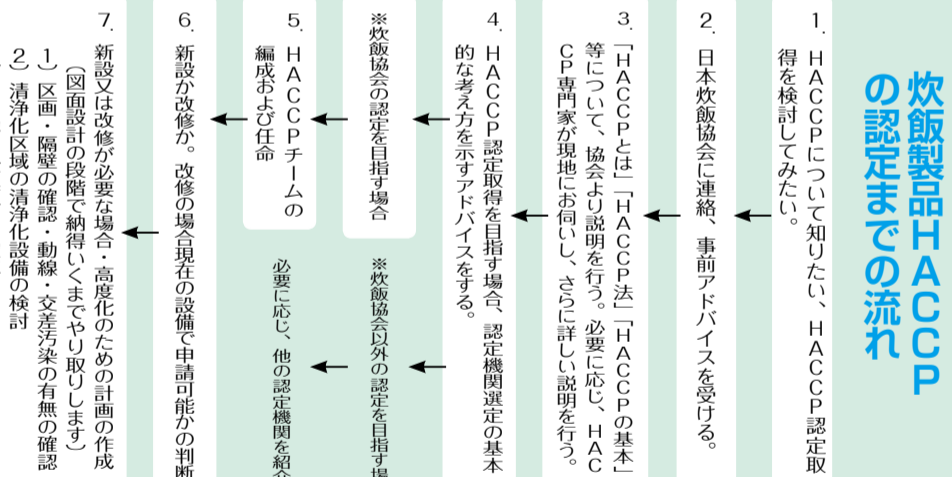 炊飯製品HACCP
の認定までの流れ
1. HACCPについて知りたい、HACCP認定取
得を検討してみたい。
2. 日本炊飯協会に連絡、事前アドバイスを受ける。
3. 「HACCPとは」「HACCP法」「HACCPの基本」
等について、協会より説明を行う。必要に応じ、HAC
CP専門家が現地にお伺いし、さらに詳しい説明を行う。
4. HACCP認定取得を目指す場合、認定機関選定の基本
的な考え方を示すアドバイスをする。
※炊飯協会の認定を目指す場合
※炊飯協会以外の認定を目指す場
5. HACCPチームの
編成および任命
必要に応じ、他の認定機関を紹介
6. 新設か改修か。改修の場合現在の設備で申請可能かの判断
7. 新設又は改修が必要な場合・高度化のための計画の作成
(図面設計の段階で納得いくまでやり取りします)
1) 区画・隔壁の確認・動線・交差汚染の有無の確認
2) 清浄化区域の清浄化設備の検討